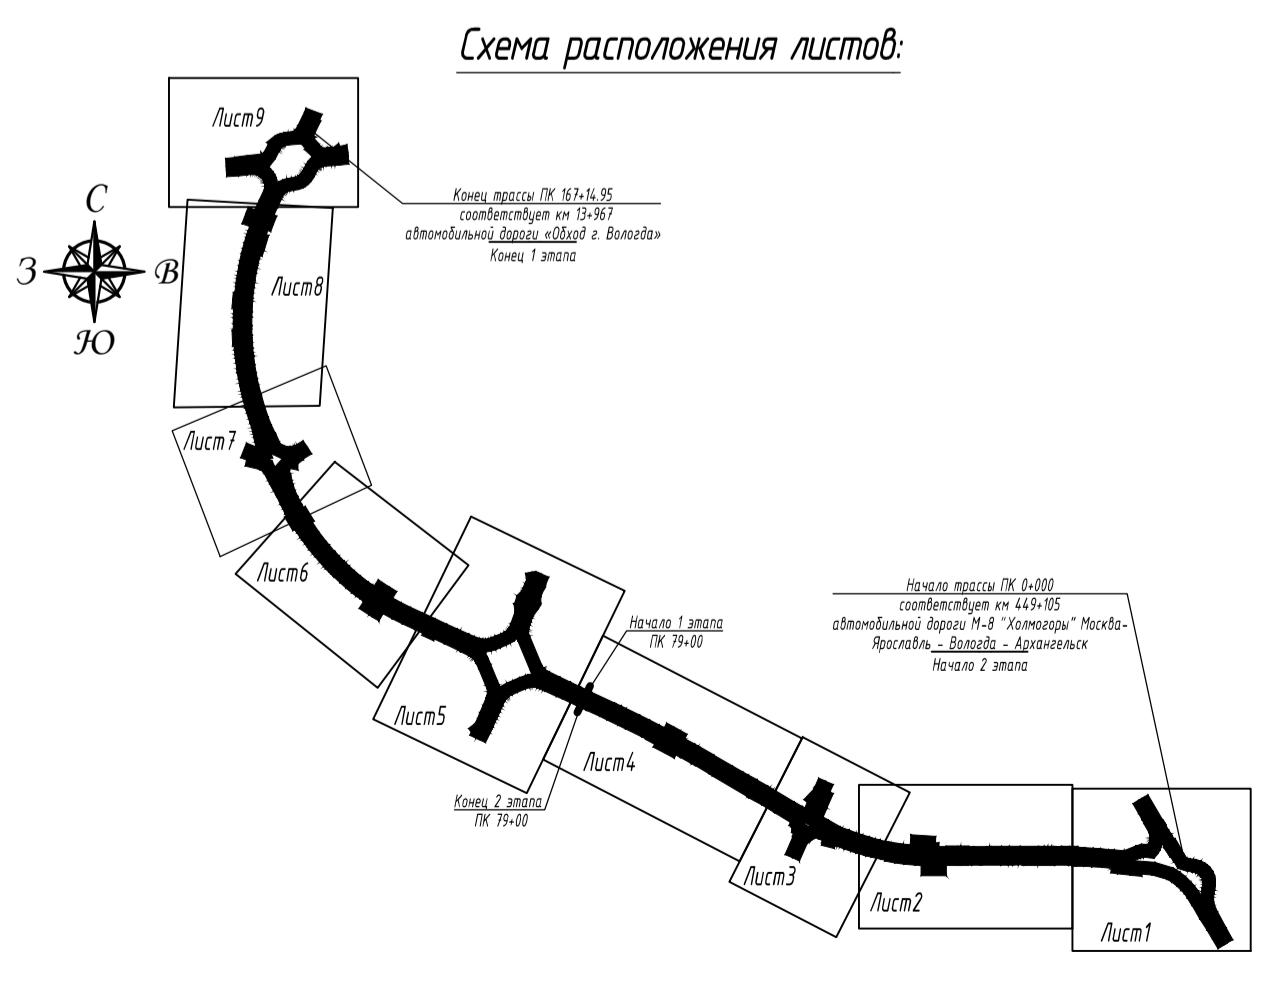 Схема расположения листов:
Лист9
Конец трассы ПК 167+14.95
соответствует км 13+967
автомобильной дороги «Обход г. Вологда»
Конец 1 этапа
С
З
В
Ю
Лист8
Лист7
Лист6
Начало трассы ПК 0+000
соответствует км 449+105
автомобильной дороги М-8 "Холмогоры" Москва-
Ярославль - Вологда - Архангельск
Начало 2 этапа
Начало 1 этапа
ПК 79+00
Лист5
Лист4
Конец 2 этапа
ПК 79+00
Лист3
Лист2
Лист1